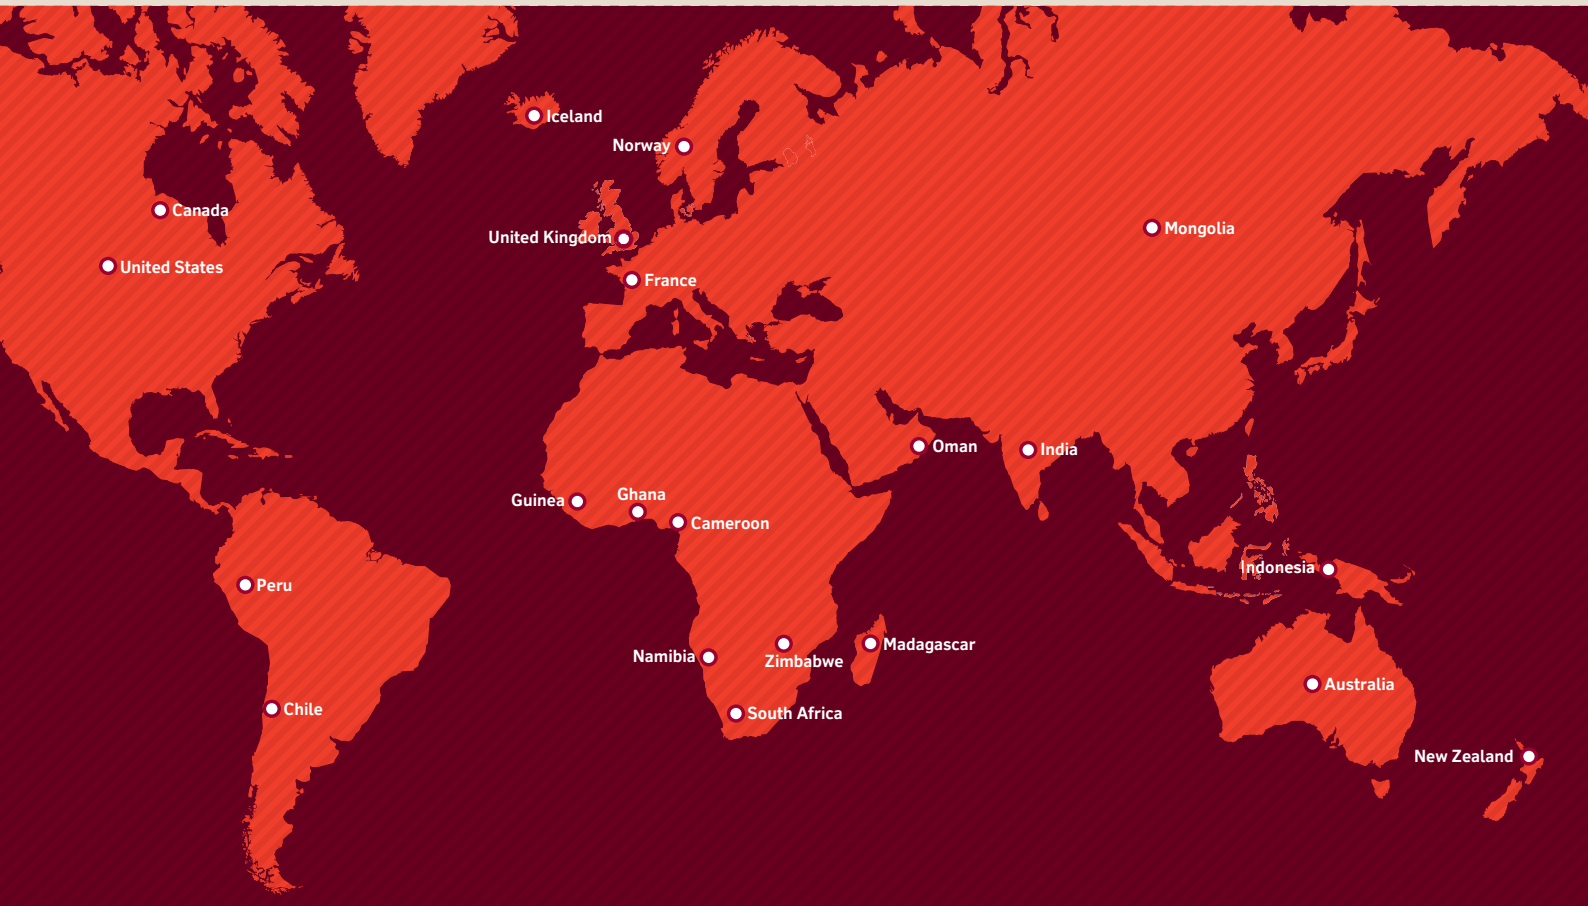 Iceland
Norway
Canada
Mongolia
United Kingdom
United States
France
Oman
India
Ghana
Guinea
Cameroon
Indonesia
Peru
Madagascar
Namibia
Zimbabwe
Australia
Chile
South Africa
New Zealand